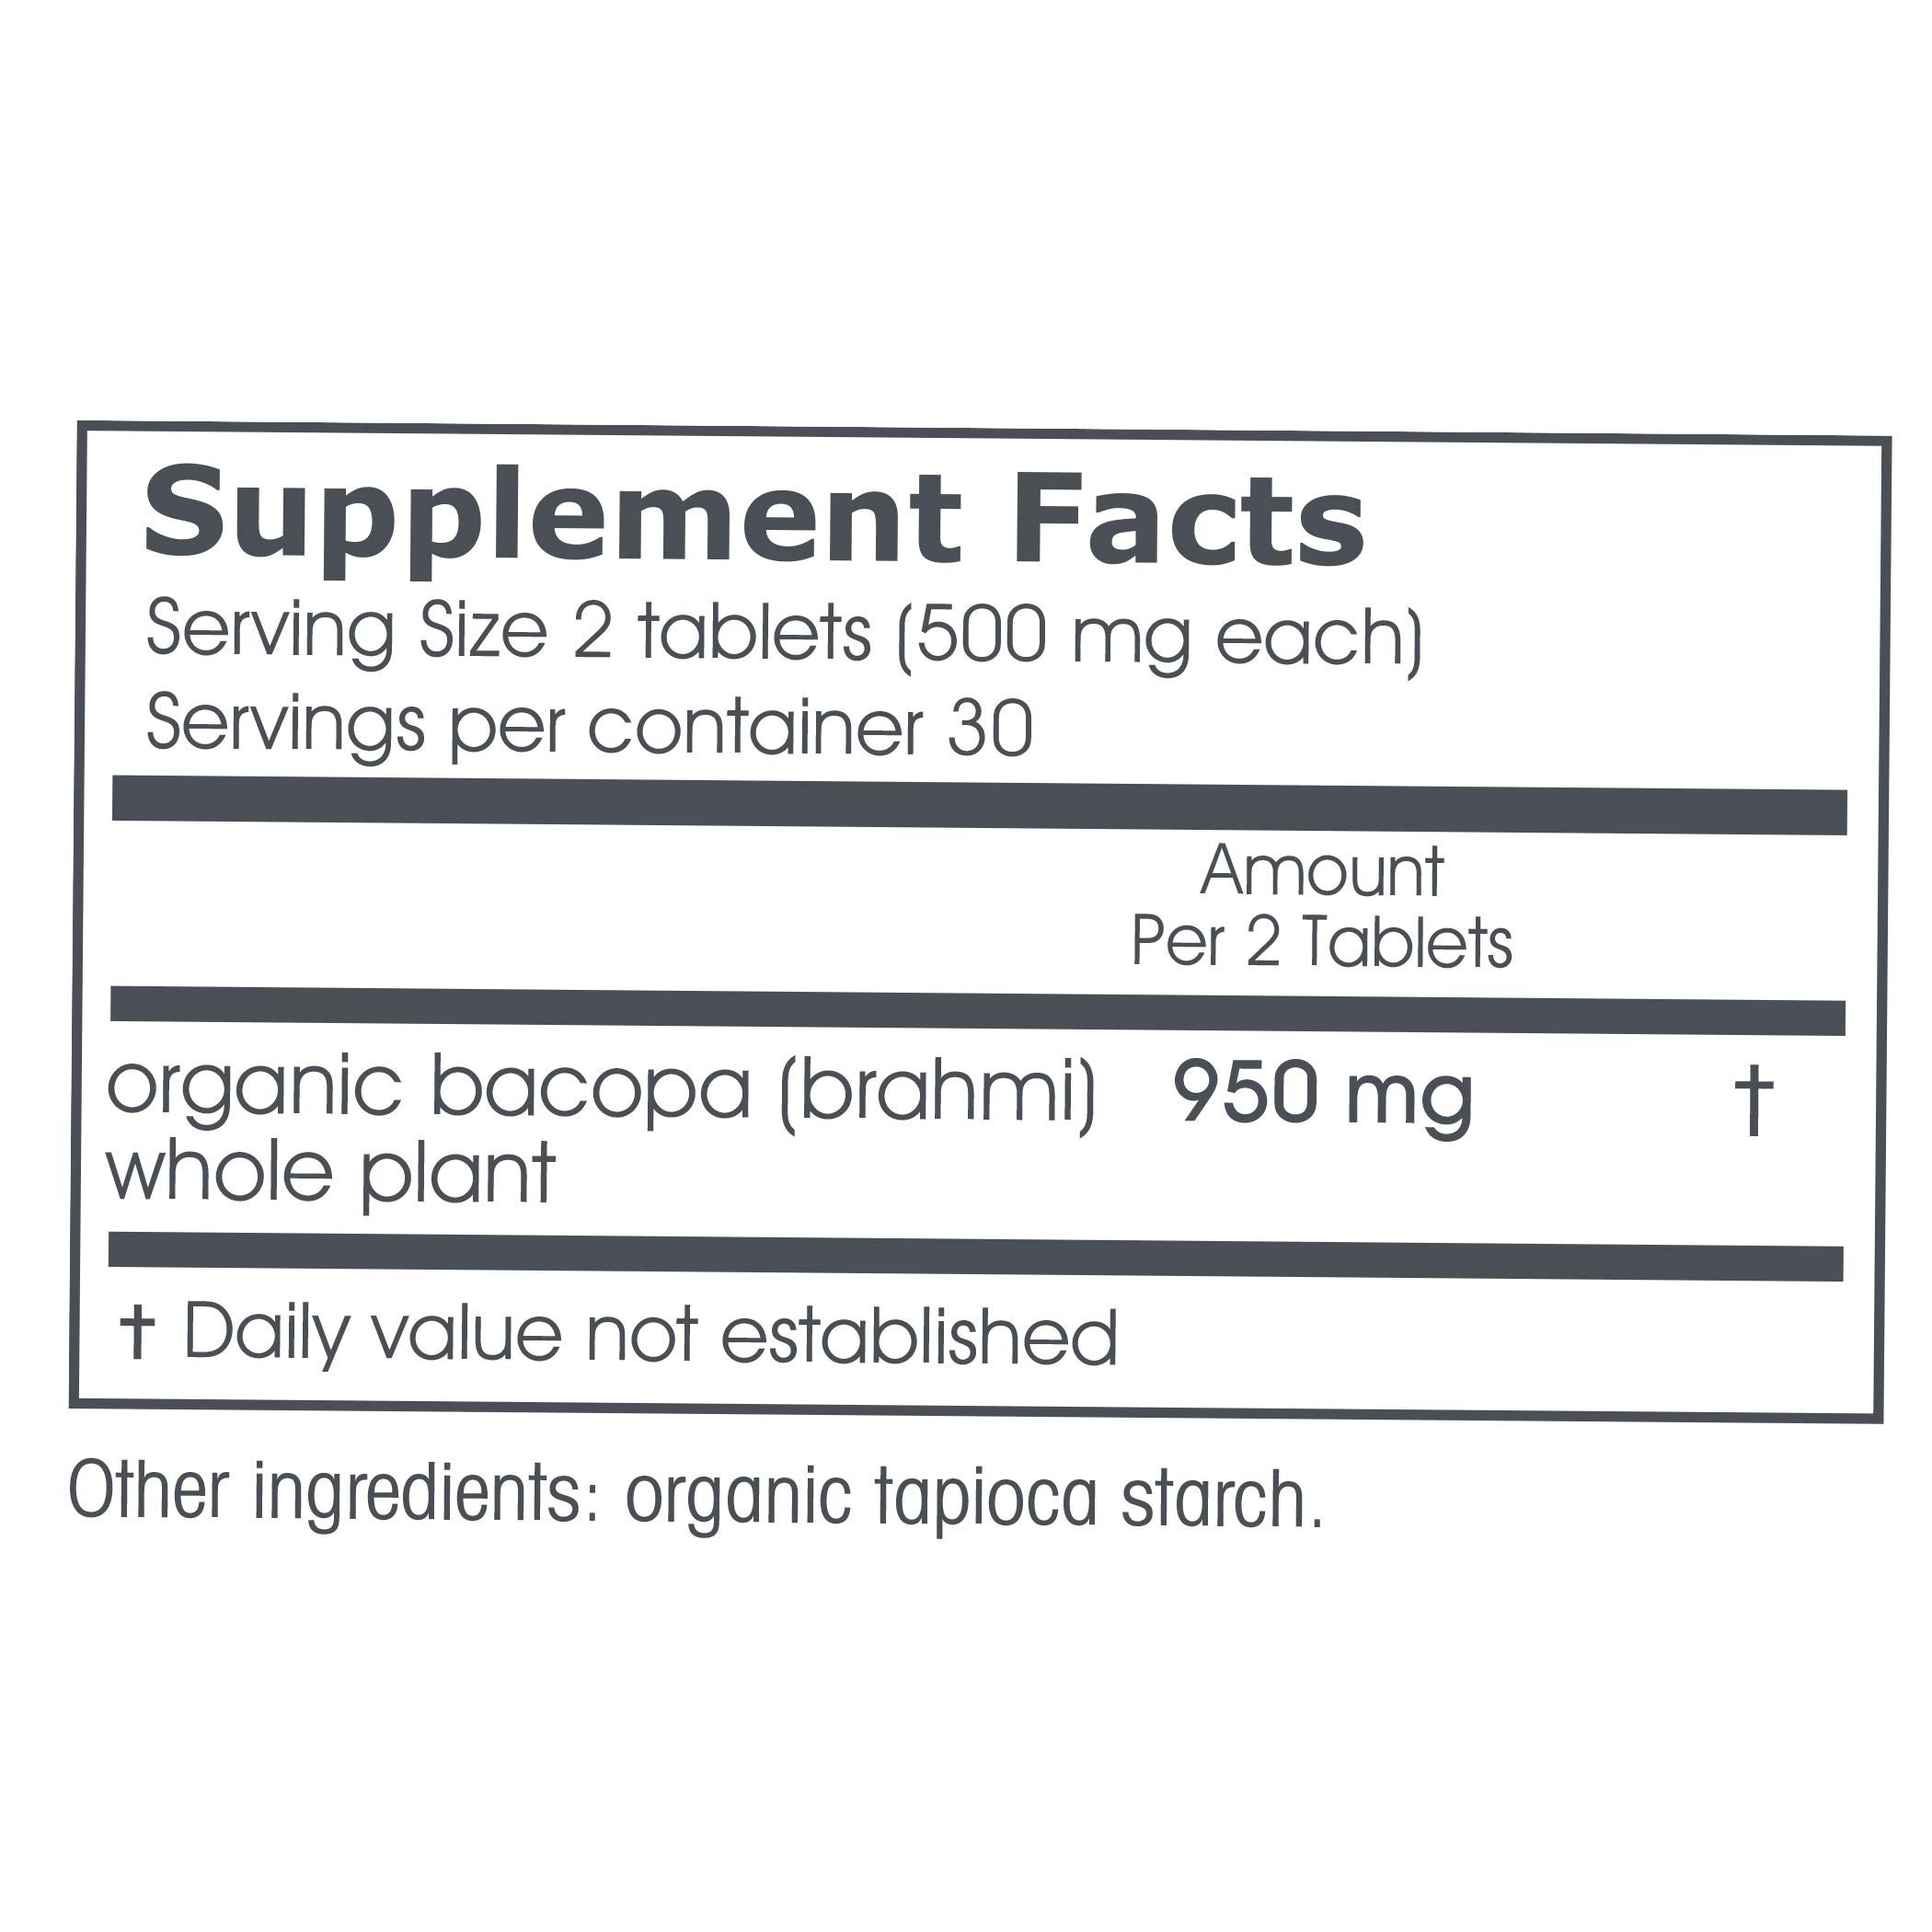 Supplement Facts
Serving Size 2 tablets (500 mg each)
Servings per container 30
Amount
Per 2 Tablets
organic bacopa (brahmi) 950 mg †
whole plant
† Daily value not established
Other ingredients: organic tapioca starch.